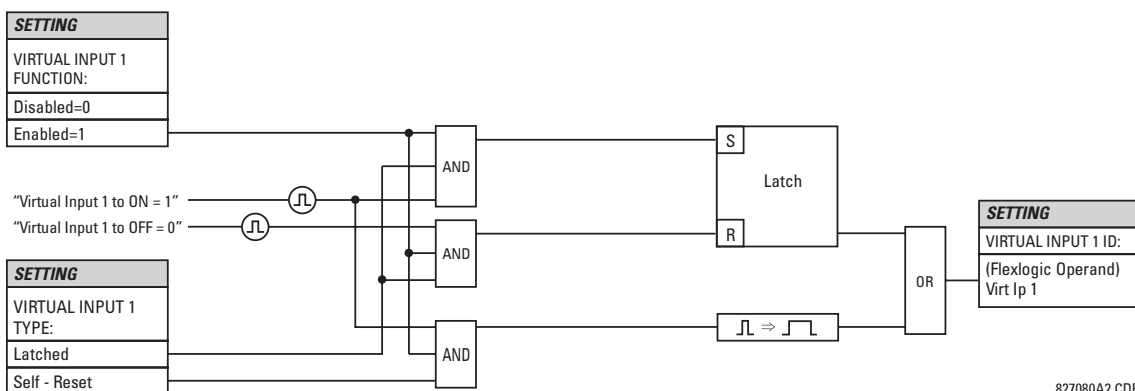 SETTING
VIRTUAL INPUT 1
FUNCTION:
Disabled=0
Enabled=1
“Virtual Input 1 to ON = 1”
“Virtual Input 1 to OFF = 0”
SETTING
VIRTUAL INPUT 1
TYPE:
Latched
Self - Reset
AND
AND
AND
S
Latch
R
OR
SETTING
VIRTUAL INPUT 1 ID:
(Flexlogic Operand)
Virt Ip 1